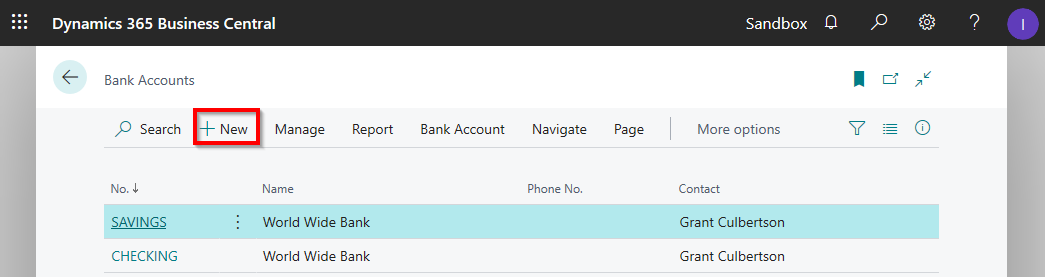 Dynamics 365 Business Central Sandbox ? I
Bank Accounts
Search New Manage Report Bank Account Navigate Page More options
No. ↓ Name Phone No. Contact
SAVINGS World Wide Bank Grant Culbertson
CHECKING World Wide Bank Grant Culbertson